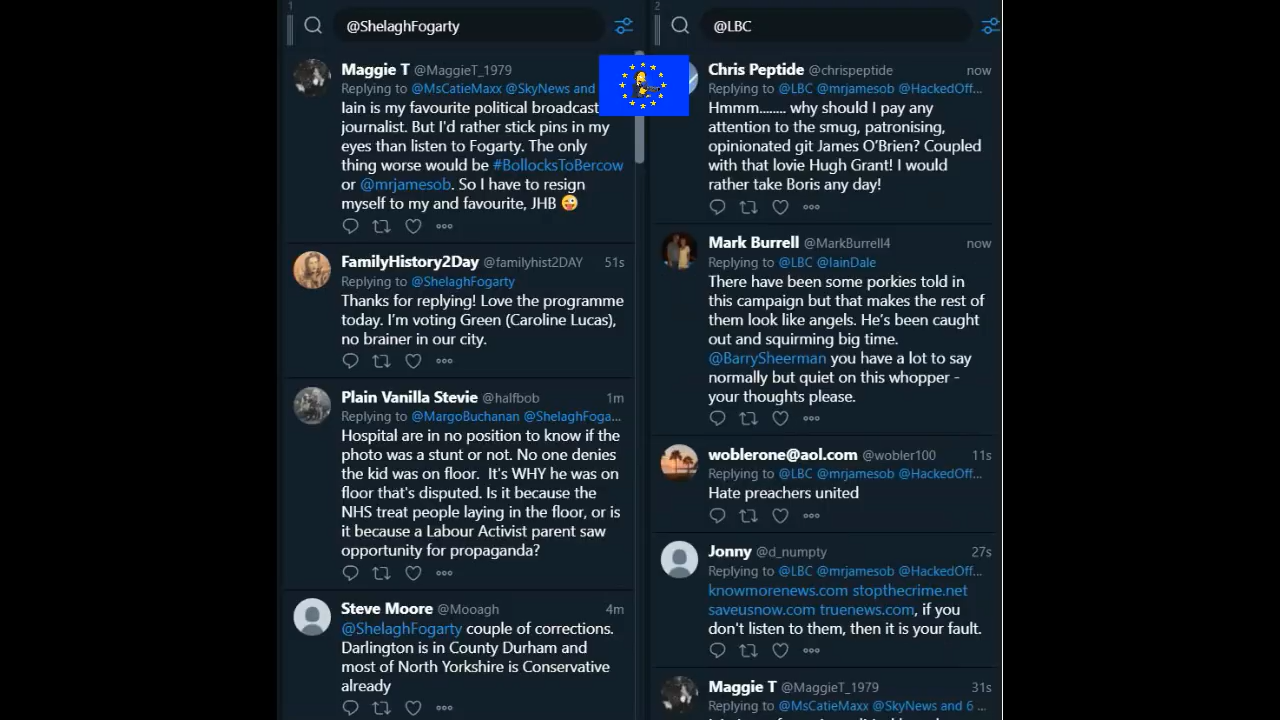 1
@ShelaghFogarty
Maggie T @MaggieT_1979
Replying to @MsCatieMaxx @SkyNews and
Iain is my favourite political broadcast
journalist. But I'd rather stick pins in my
eyes than listen to Fogarty. The only
thing worse would be #BollocksToBercow
or @mrjamesob. So I have to resign
myself to my and favourite, JHB 😜
FamilyHistory2Day @familyhist2DAY 51s
Replying to @ShelaghFogarty
Thanks for replying! Love the programme
today. I'm voting Green (Caroline Lucas),
no brainer in our city.
Plain Vanilla Stevie @halfbob 1m
Replying to @MargoBuchanan @ShelaghFoga...
Hospital are in no position to know if the
photo was a stunt or not. No one denies
the kid was on floor. It's WHY he was on
floor that's disputed. Is it because the
NHS treat people laying in the floor, or is
it because a Labour Activist parent saw
opportunity for propaganda?
Steve Moore @Mooagh 4m
@ShelaghFogarty couple of corrections.
Darlington is in County Durham and
most of North Yorkshire is Conservative
already
2
@LBC
Chris Peptide @chrispeptide now
Replying to @LBC @mrjamesob @HackedOff...
Hmmm........ why should I pay any
attention to the smug, patronising,
opinionated git James O'Brien? Coupled
with that lovie Hugh Grant! I would
rather take Boris any day!
Mark Burrell @MarkBurrell4 now
Replying to @LBC @IainDale
There have been some porkies told in
this campaign but that makes the rest of
them look like angels. He's been caught
out and squirming big time.
@BarrySheerman you have a lot to say
normally but quiet on this whopper -
your thoughts please.
woblerone@aol.com @wobler100 11s
Replying to @LBC @mrjamesob @HackedOff...
Hate preachers united
Jonny @d_numpty 27s
Replying to @LBC @mrjamesob @HackedOff...
knowmorenews.com stopthecrime.net
saveusnow.com truenews.com, if you
don't listen to them, then it is your fault.
Maggie T @MaggieT_1979 31s
Replying to @MsCatieMaxx @SkyNews and 6 ...